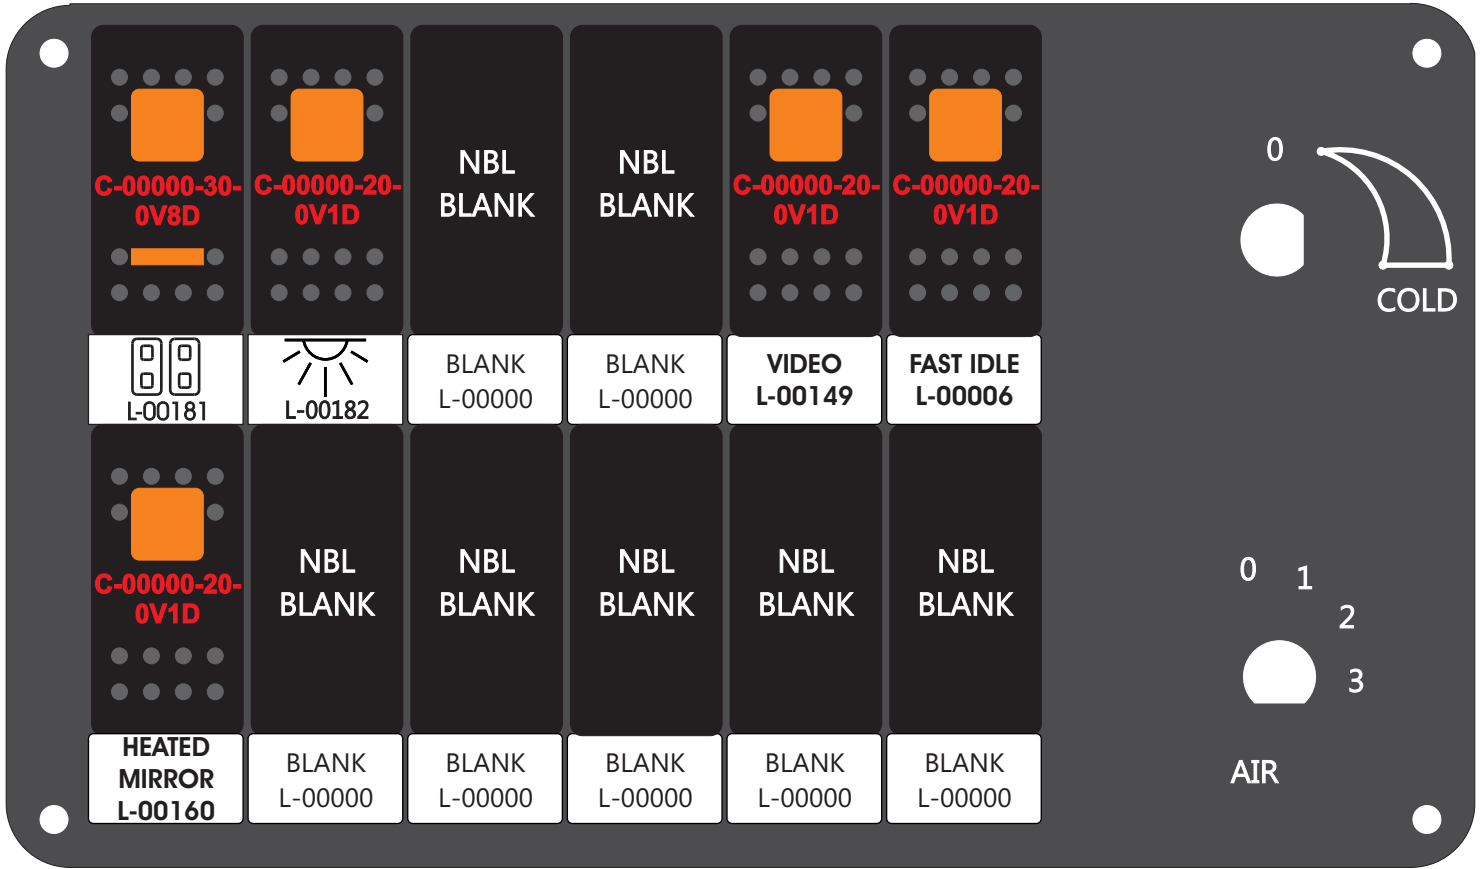 C-00000-30-
0V8D
C-00000-20-
0V1D
NBL
BLANK
NBL
BLANK
C-00000-20-
0V1D
C-00000-20-
0V1D
0
COLD
L-00181
L-00182
BLANK
L-00000
BLANK
L-00000
VIDEO
L-00149
FAST IDLE
L-00006
C-00000-20-
0V1D
NBL
BLANK
NBL
BLANK
NBL
BLANK
NBL
BLANK
NBL
BLANK
0
1
2
3
AIR
HEATED
MIRROR
L-00160
BLANK
L-00000
BLANK
L-00000
BLANK
L-00000
BLANK
L-00000
BLANK
L-00000